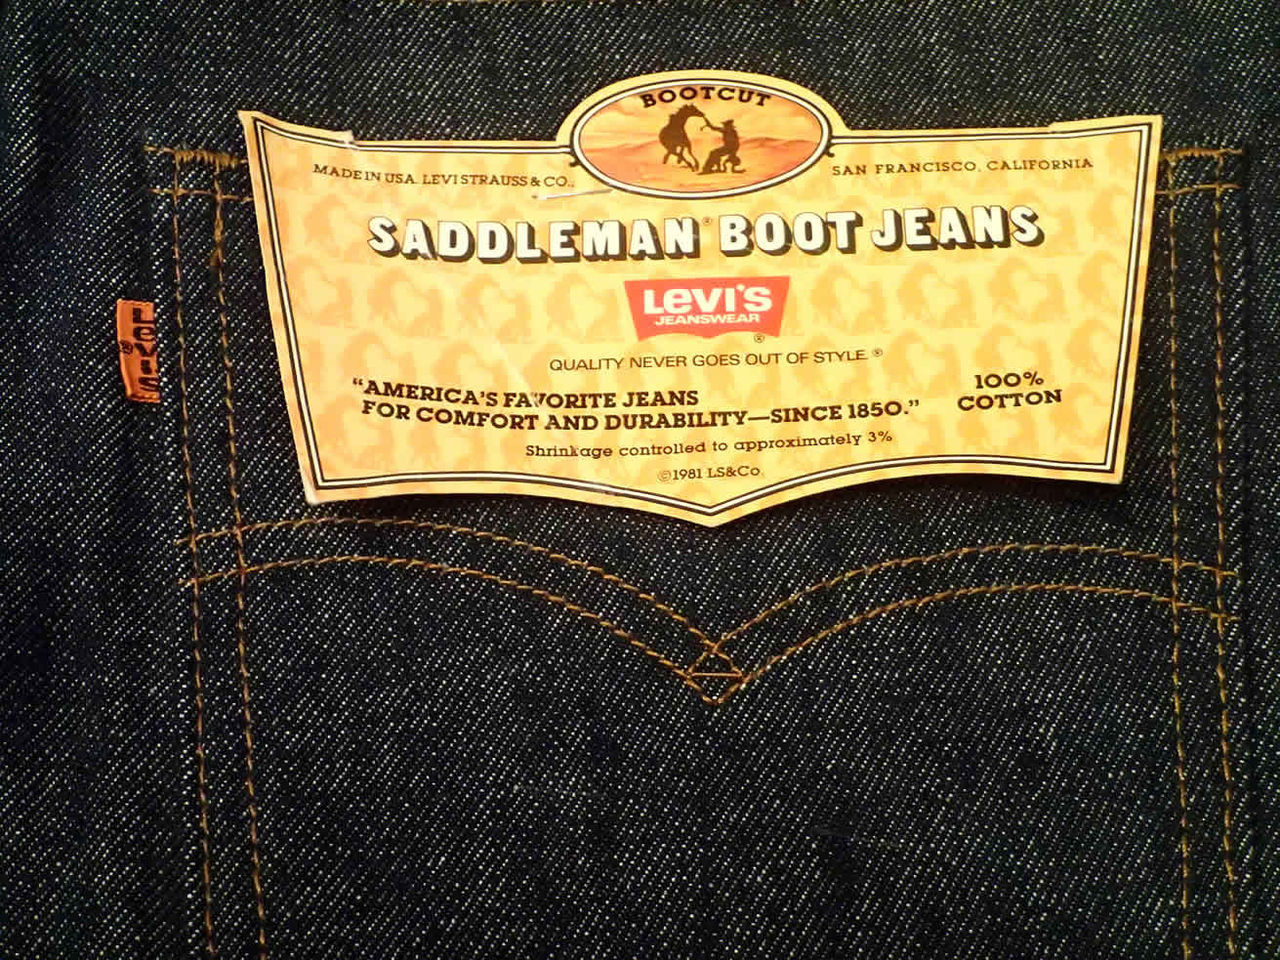 BOOTCUT
MADE IN USA. LEVI STRAUSS & CO., SAN FRANCISCO, CALIFORNIA
SADDLEMAN® BOOT JEANS
LEVI'S
JEANSWEAR
®
QUALITY NEVER GOES OUT OF STYLE®
“AMERICA'S FAVORITE JEANS
FOR COMFORT AND DURABILITY—SINCE 1850.”
100%
COTTON
Shrinkage controlled to approximately 3%
©1981 LS&Co.
LeviS
®